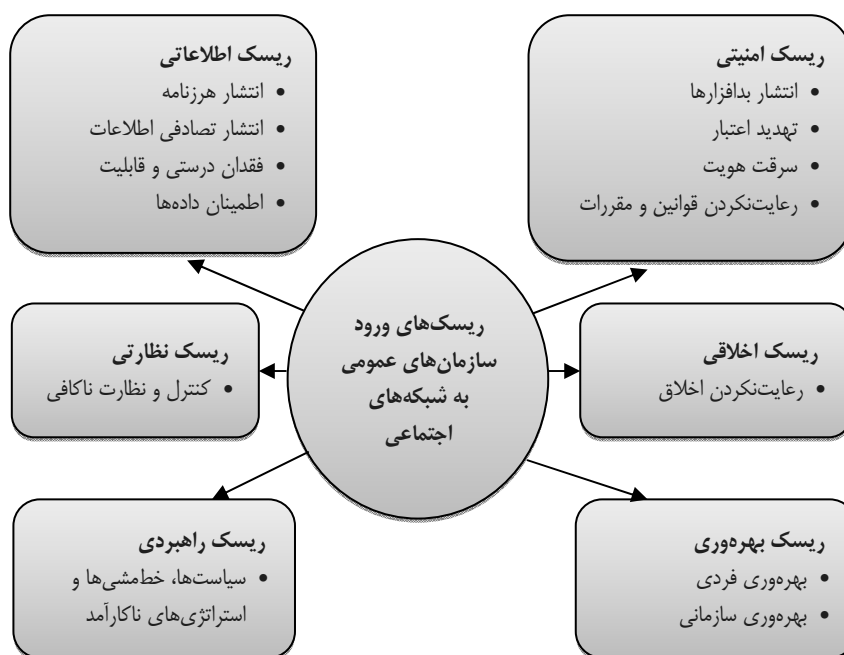 ریسک امنیتی
• انتشار بدافزارها
• تهدید اعتبار
• سرقت هویت
• رعایت‌نکردن قوانین و مقررات
ریسک اطلاعاتی
• انتشار هرزنامه
• انتشار تصادفی اطلاعات
• فقدان درستی و قابلیت
• اطمینان داده‌ها
ریسک‌های ورود
سازمان‌های عمومی
به شبکه‌های
اجتماعی
ریسک اخلاقی
• رعایت‌نکردن اخلاق
ریسک نظارتی
• کنترل و نظارت ناکافی
ریسک بهره‌وری
• بهره‌وری فردی
• بهره‌وری سازمانی
ریسک راهبردی
• سیاست‌ها، خط‌مشی‌ها و
استراتژی‌های ناکارآمد